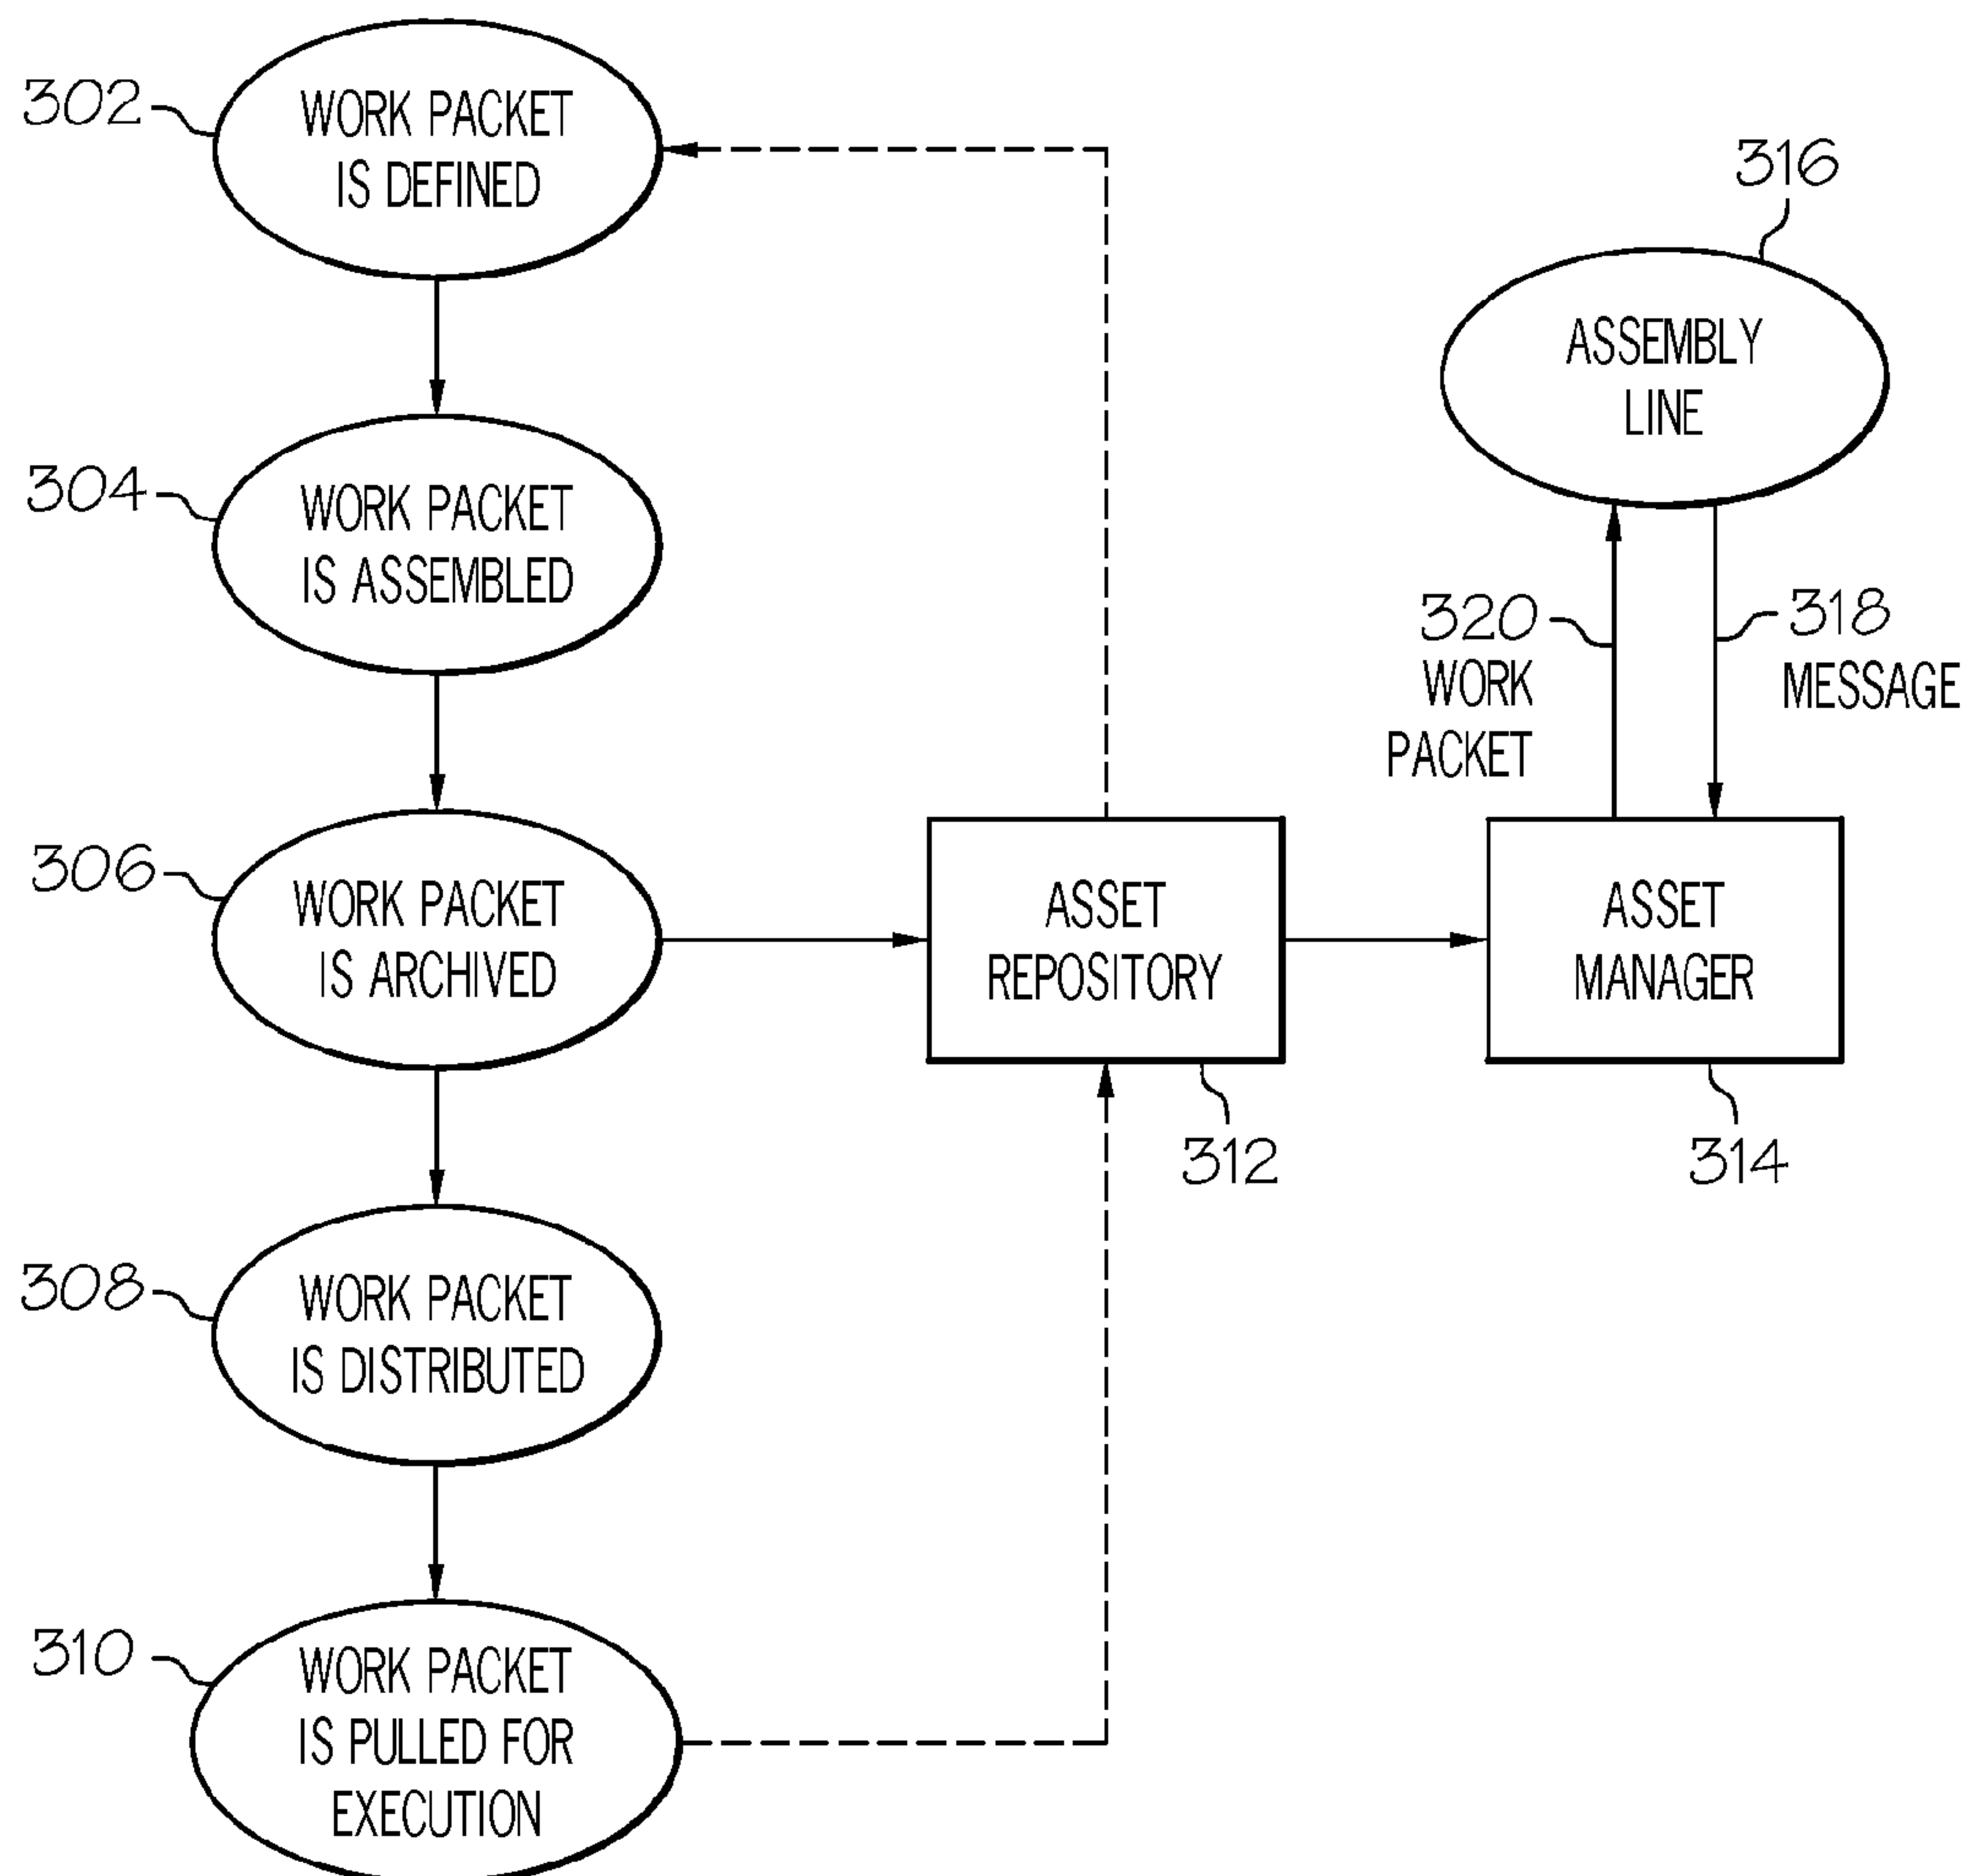 302
WORK PACKET
IS DEFINED
304
WORK PACKET
IS ASSEMBLED
306
WORK PACKET
IS ARCHIVED
308
WORK PACKET
IS DISTRIBUTED
310
WORK PACKET
IS PULLED FOR
EXECUTION
ASSET
REPOSITORY
312
ASSET
MANAGER
314
316
ASSEMBLY
LINE
320
WORK
PACKET
318
MESSAGE